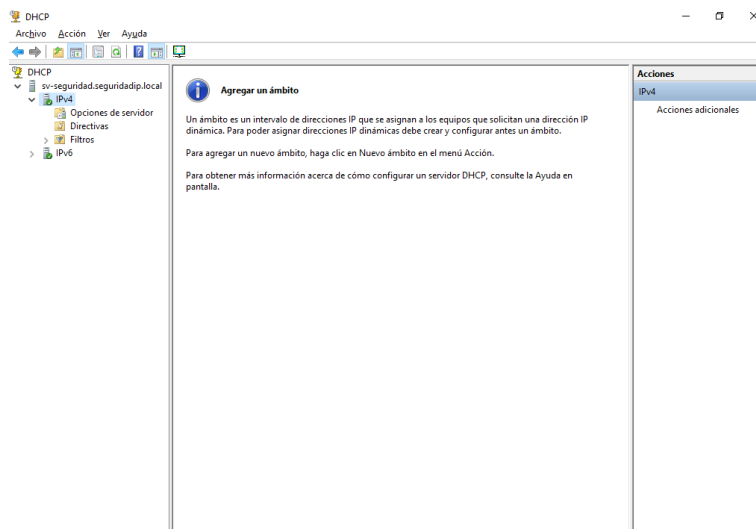 DHCP
Archivo Acción Ver Ayuda
DHCP
sv-seguridad.seguridadip.local
IPv4
Opciones de servidor
Directivas
Filtros
IPv6
Agregar un ámbito
Un ámbito es un intervalo de direcciones IP que se asignan a los equipos que solicitan una dirección IP
dinámica. Para poder asignar direcciones IP dinámicas debe crear y configurar antes un ámbito.
Para agregar un nuevo ámbito, haga clic en Nuevo ámbito en el menú Acción.
Para obtener más información acerca de cómo configurar un servidor DHCP, consulte la Ayuda en
pantalla.
Acciones
IPv4
Acciones adicionales